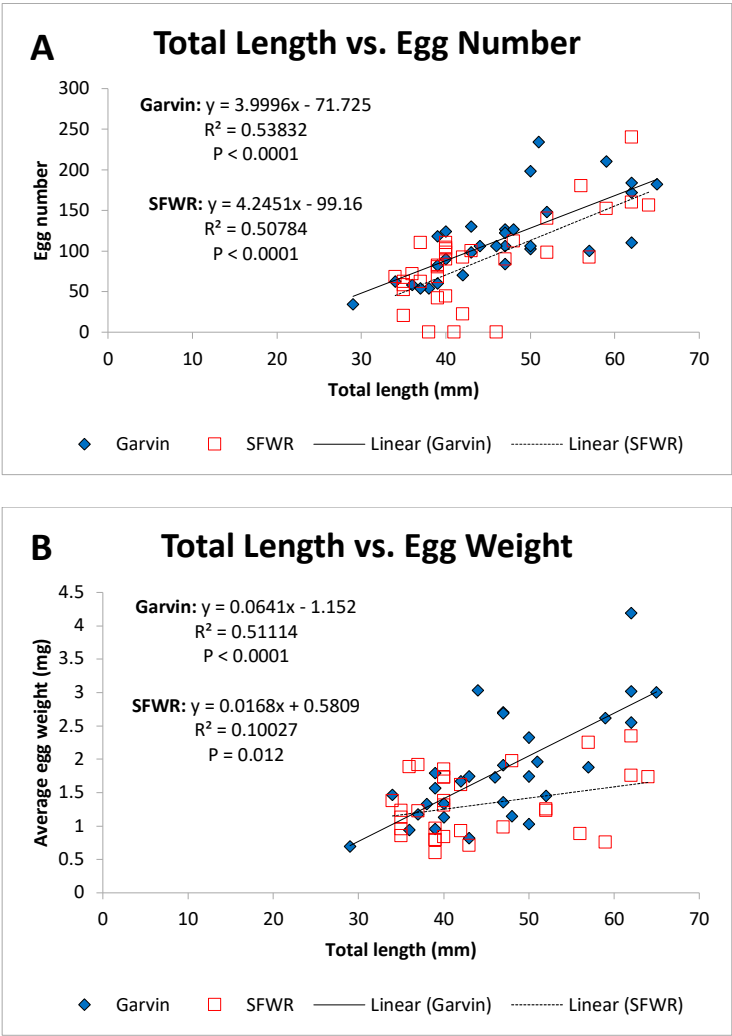 A
Total Length vs. Egg Number
300
250
200
150
100
50
0
Egg number
Garvin: y = 3.9996x - 71.725
R² = 0.53832
P < 0.0001
SFWR: y = 4.2451x - 99.16
R² = 0.50784
P < 0.0001
0 10 20 30 40 50 60 70
Total length (mm)
Garvin SFWR Linear (Garvin) Linear (SFWR)
B
Total Length vs. Egg Weight
4.5
4
3.5
3
2.5
2
1.5
1
0.5
0
Average egg weight (mg)
Garvin: y = 0.0641x - 1.152
R² = 0.51114
P < 0.0001
SFWR: y = 0.0168x + 0.5809
R² = 0.10027
P = 0.012
0 10 20 30 40 50 60 70
Total length (mm)
Garvin SFWR Linear (Garvin) Linear (SFWR)